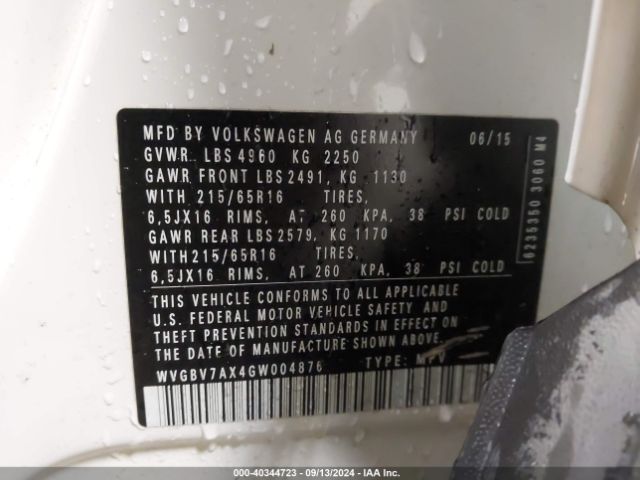 MFD BY VOLKSWAGEN AG GERMANY 06/15
GVWR LBS 4960 KG 2250
GAWR FRONT LBS 2491, KG 1130
WITH 215/65R16 TIRES,
6,5JX16 RIMS, AT 260 KPA, 38 PSI COLD
GAWR REAR LBS 2579, KG 1170
WITH 215/65R16 TIRES,
6,5JX16 RIMS, AT 260 KPA, 38 PSI COLD
THIS VEHICLE CONFORMS TO ALL APPLICABLE
U.S. FEDERAL MOTOR VEHICLE SAFETY AND
THEFT PREVENTION STANDARDS IN EFFECT ON
THE DATE OF MANUFACTURE SHOWN ABOVE.
WVGBV7AX4GW004876 TYPE: MPV
6235350 3060 M4
000-40344723 - 09/13/2024 - IAA Inc.